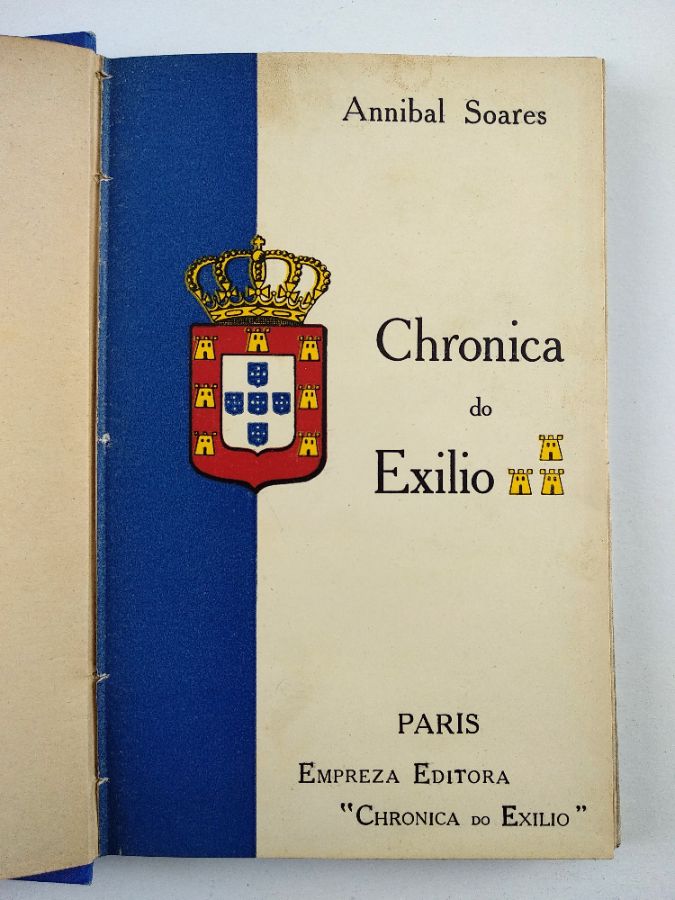 Annibal Soares
Chronica
do
Exilio
PARIS
EMPREZA EDITORA
"CHRONICA DO EXILIO"